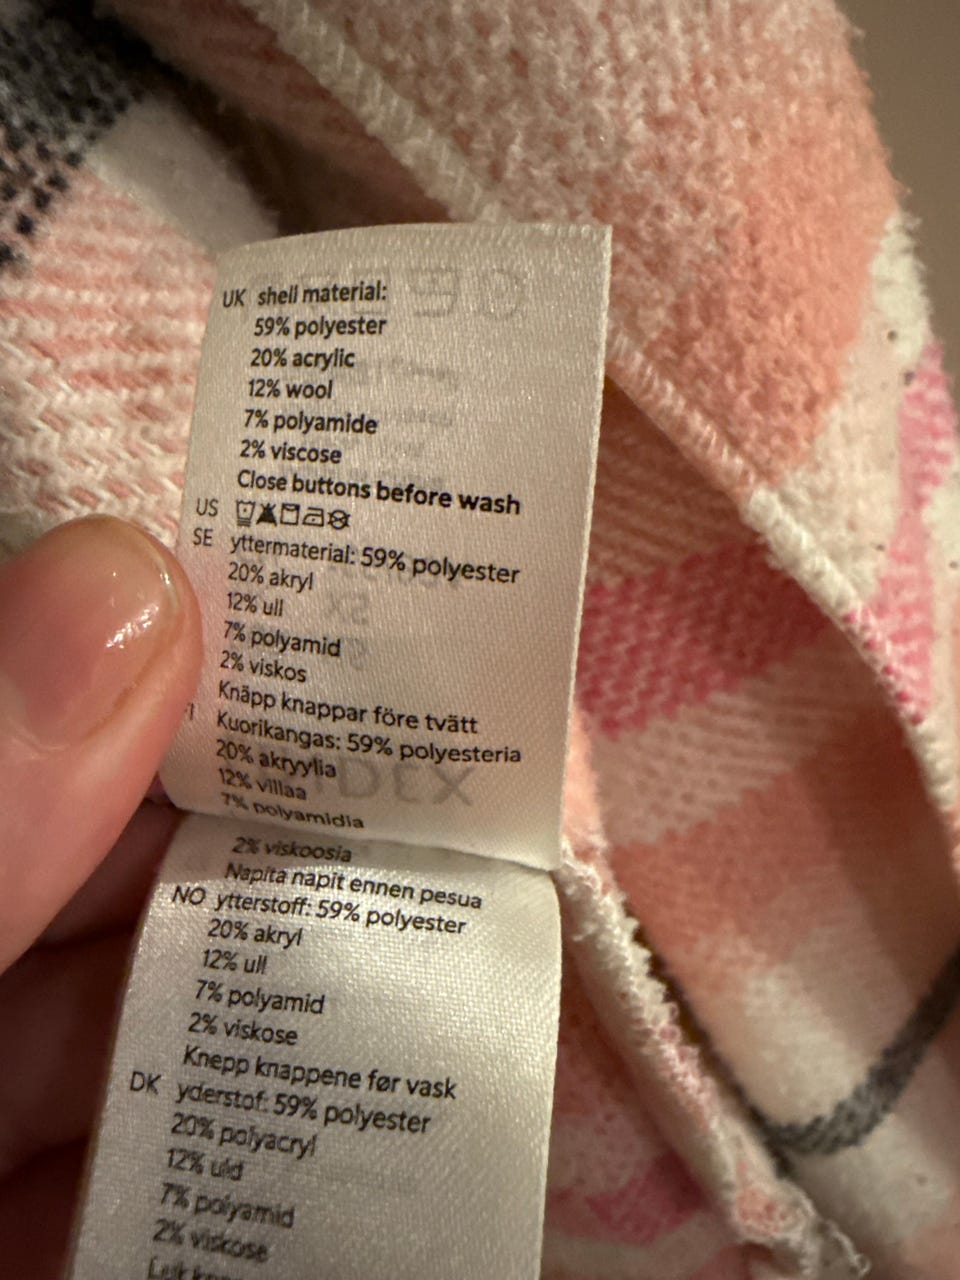 UK shell material:
59% polyester
20% acrylic
12% wool
7% polyamide
2% viscose
Close buttons before wash
US
SE yttermaterial: 59% polyester
20% akryl
12% ull
7% polyamid
2% viskos
Knäpp knappar före tvätt
Kuorikangas: 59% polyesteria
20% akryylia
12% villaa
7% polyamidia
2% viskoosia
Napita napit ennen pesua
NO ytterstoff: 59% polyester
20% akryl
12% ull
7% polyamid
2% viskose
Knepp knappene før vask
DK yderstof: 59% polyester
20% polyacryl
12% uld
7% polyamid
2% viskose